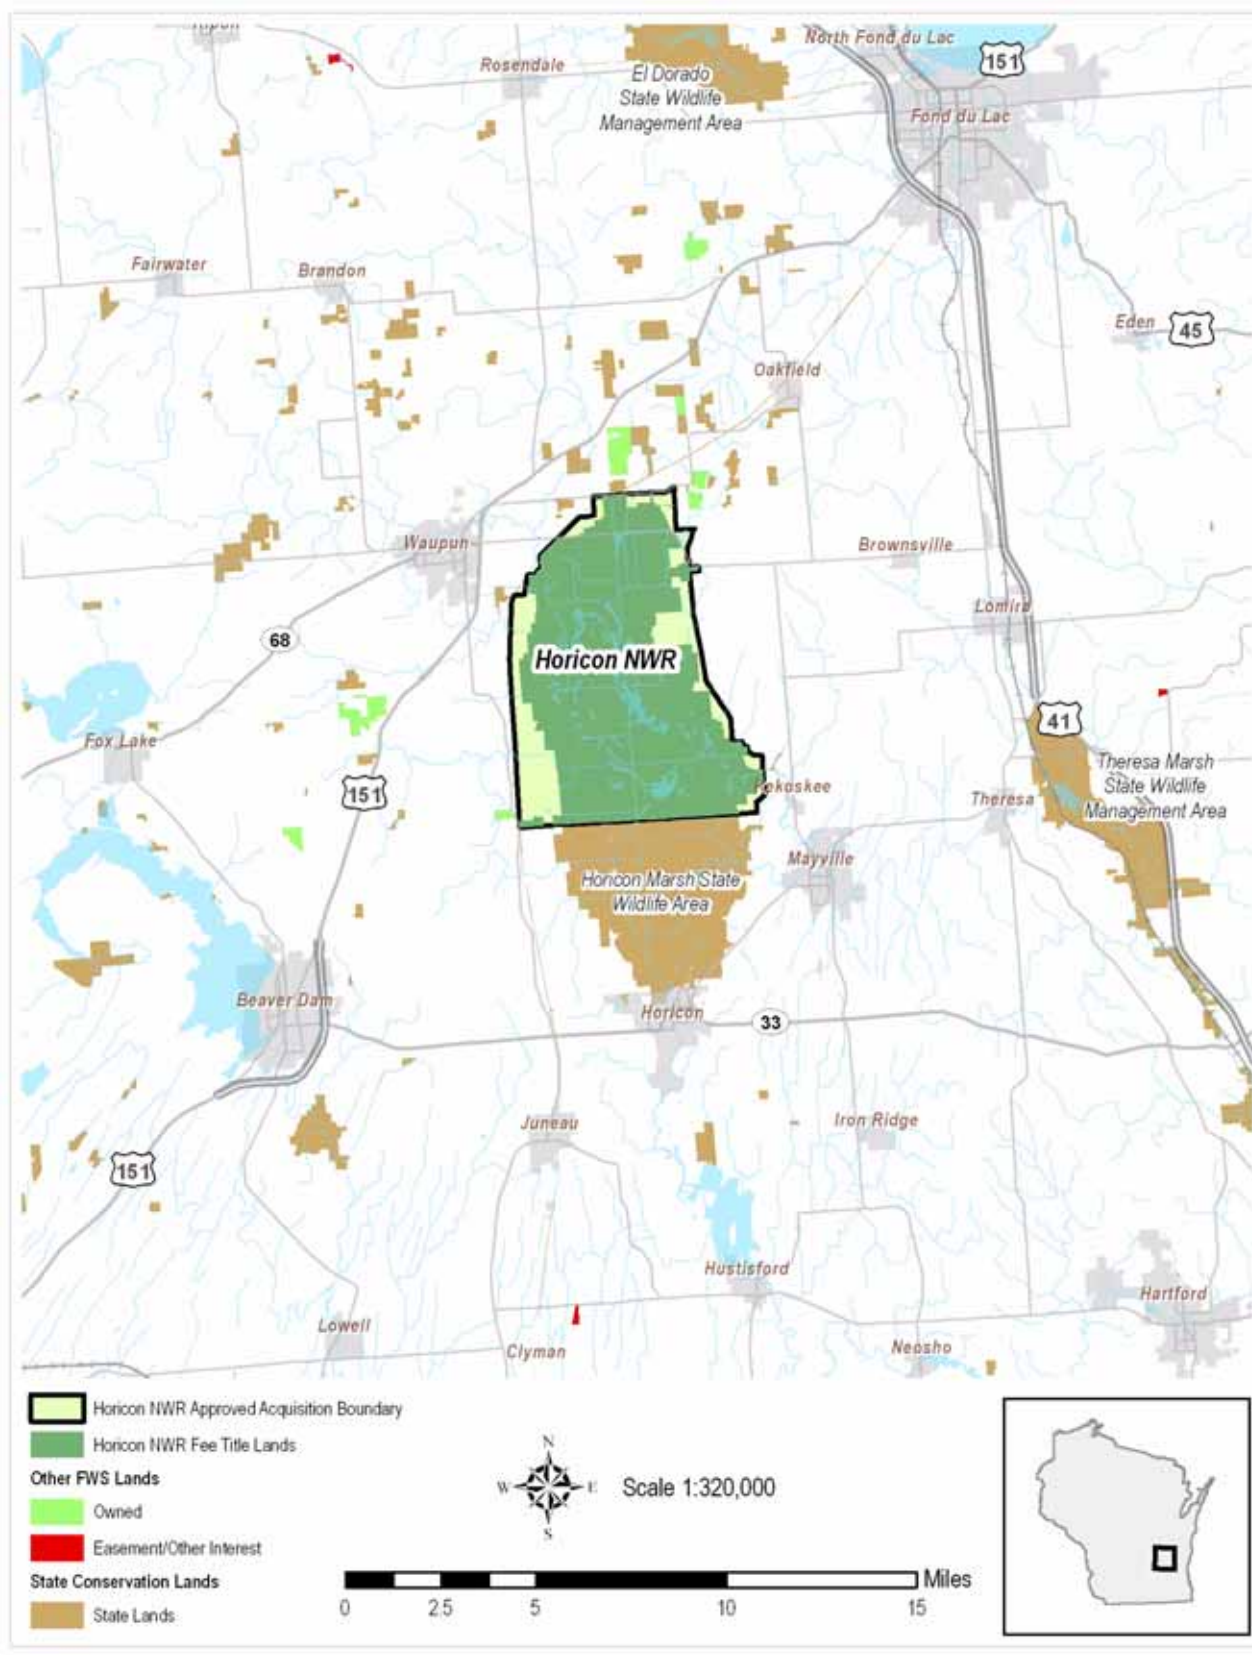 Ripon
Rosendale
North Fond du Lac
151
El Dorado
State Wildlife
Management Area
Fond du Lac
Fairwater
Brandon
Eden
45
Oakfield
Waupun
Brownsville
Lomira
68
Horicon NWR
Fox Lake
41
151
Kekoskee
Theresa Marsh
State Wildlife
Management Area
Theresa
Mayville
Horicon Marsh State
Wildlife Area
Beaver Dam
Horicon
33
Juneau
Iron Ridge
151
Hustisford
Hartford
Lowell
Clyman
Neosho
Horicon NWR Approved Acquisition Boundary
Horicon NWR Fee Title Lands
Other FWS Lands
Owned
Easement/Other Interest
State Conservation Lands
State Lands
N
W E
S
Scale 1:320,000
Miles
0 2.5 5 10 15